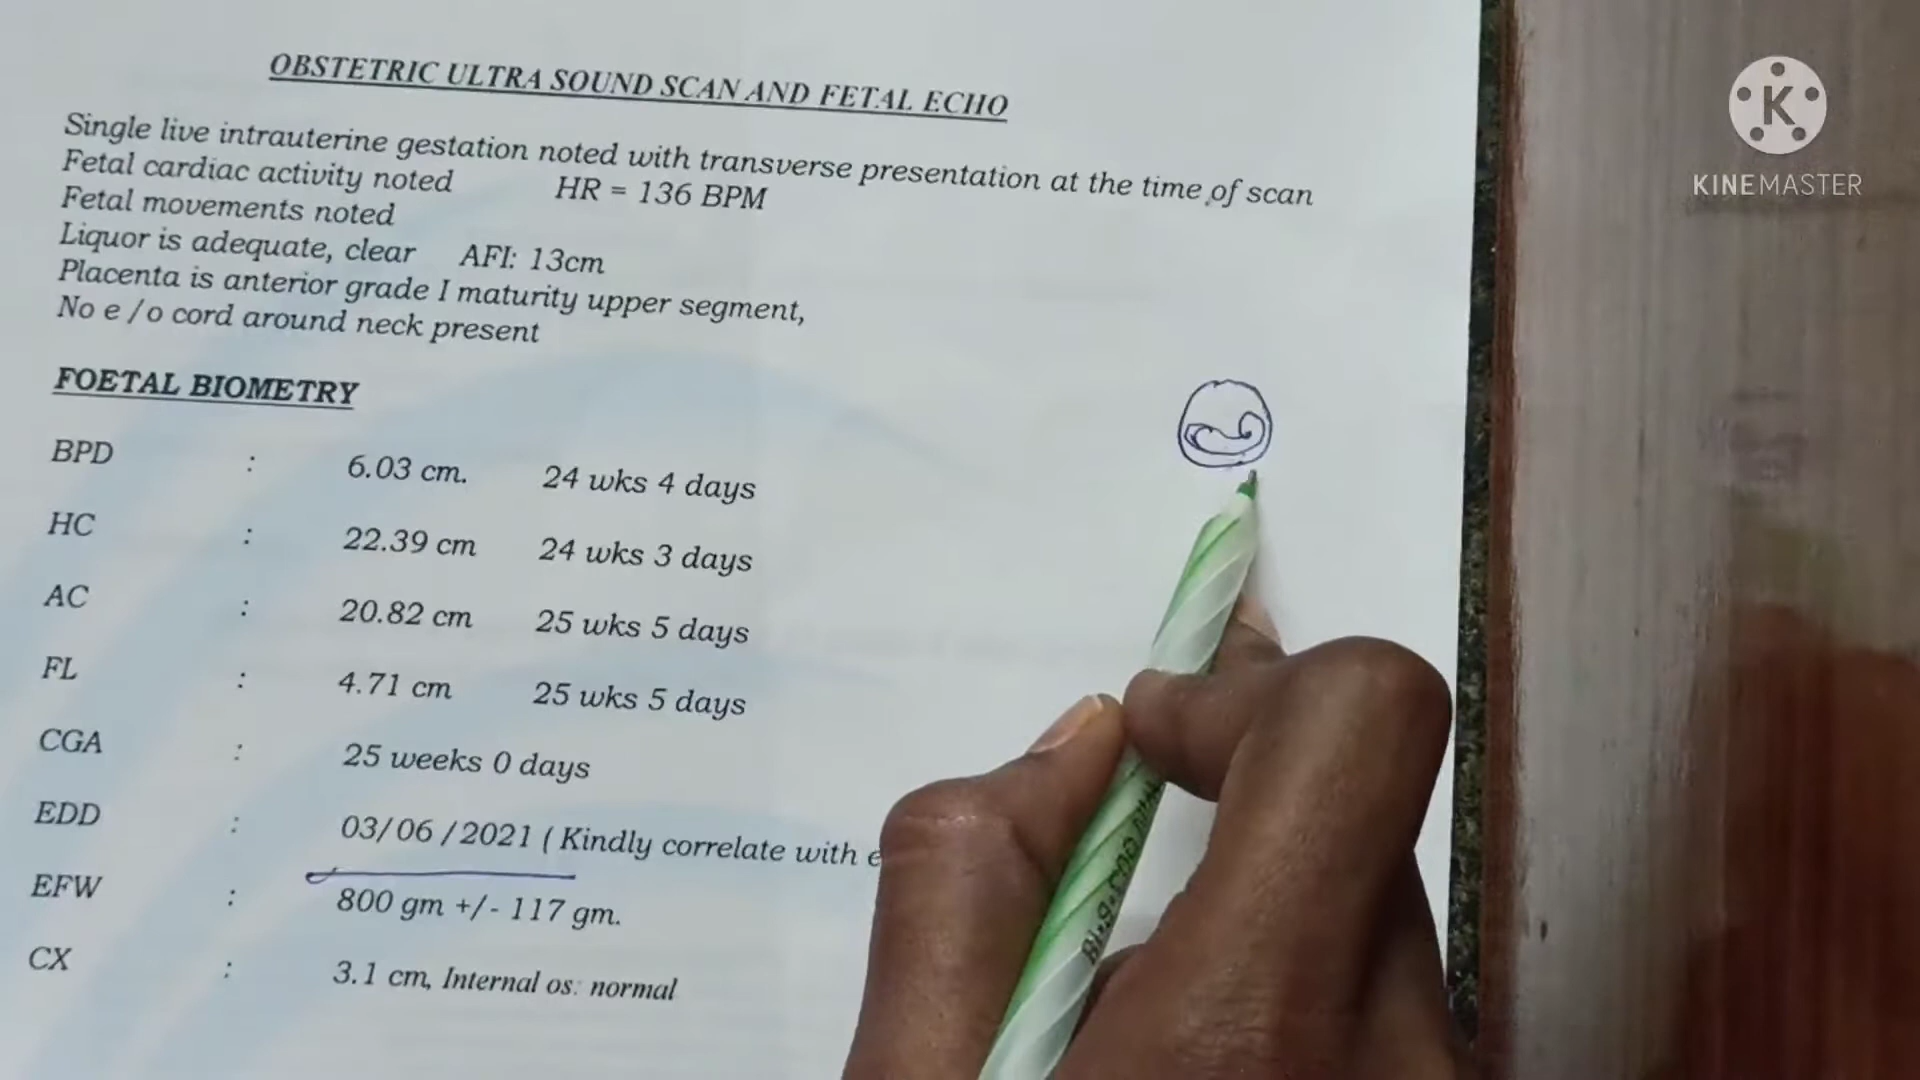 OBSTETRIC ULTRA SOUND SCAN AND FETAL ECHO
Single live intrauterine gestation noted with transverse presentation at the time of scan
Fetal cardiac activity noted HR = 136 BPM
Fetal movements noted
Liquor is adequate, clear AFI: 13cm
Placenta is anterior grade I maturity upper segment,
No e / o cord around neck present
FOETAL BIOMETRY
BPD : 6.03 cm. 24 wks 4 days
HC : 22.39 cm 24 wks 3 days
AC : 20.82 cm 25 wks 5 days
FL : 4.71 cm 25 wks 5 days
CGA : 25 weeks 0 days
EDD : 03/06/2021 ( Kindly correlate with
EFW : 800 gm +/- 117 gm.
CX : 3.1 cm, Internal os: normal
K
KINEMASTER